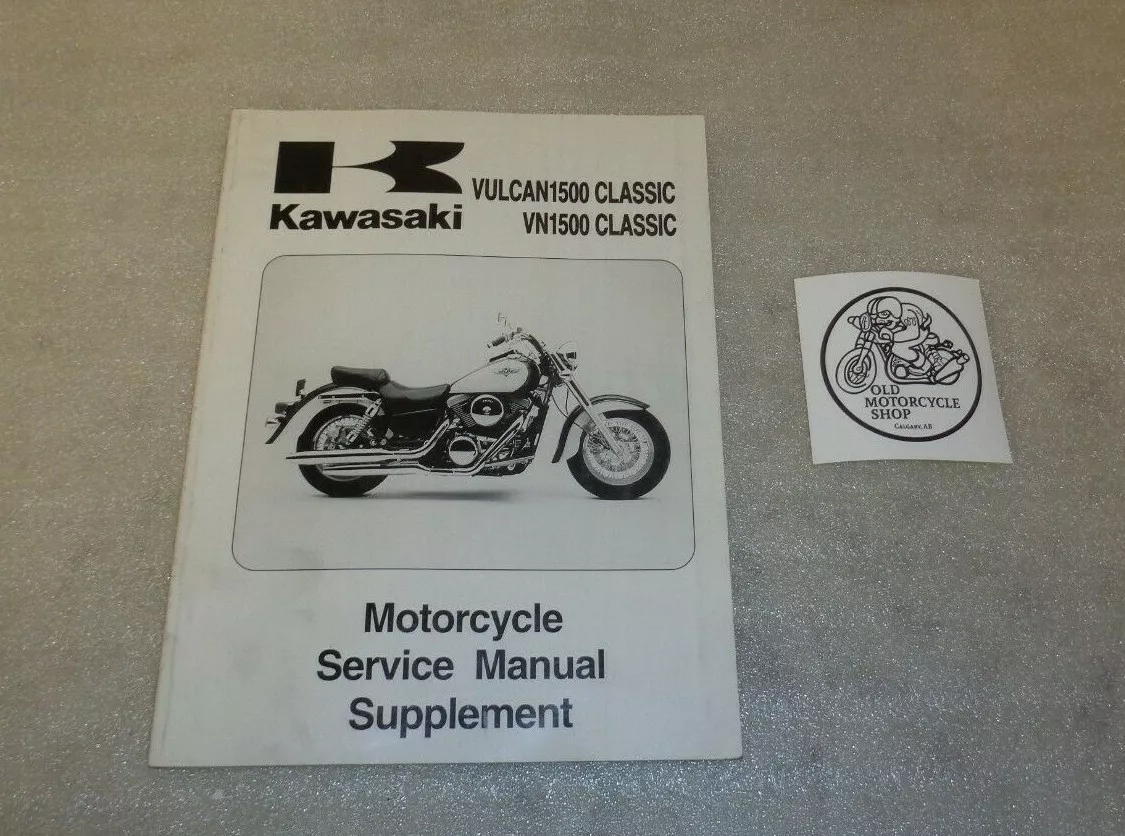 VULCAN1500 CLASSIC
Kawasaki
VN1500 CLASSIC
Motorcycle
Service Manual
Supplement
OLD
MOTORCYCLE
SHOP
CALGARY, AB